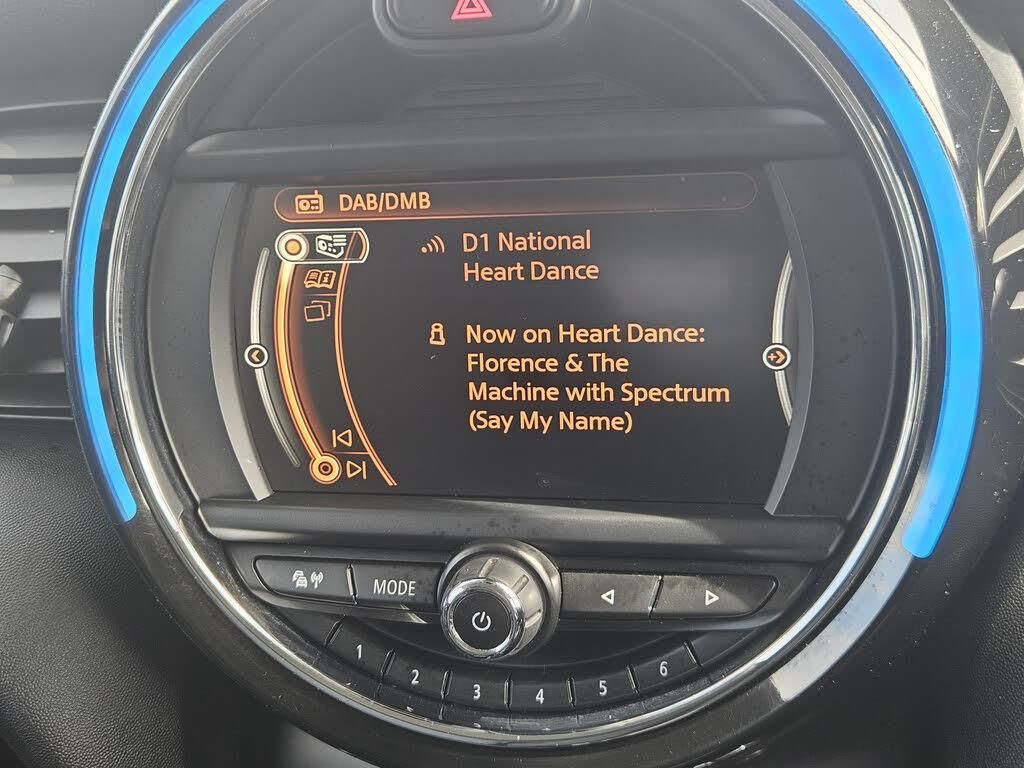 DAB/DMB
D1 National
Heart Dance
Now on Heart Dance:
Florence & The
Machine with Spectrum
(Say My Name)
MODE
1 2 3 4 5 6